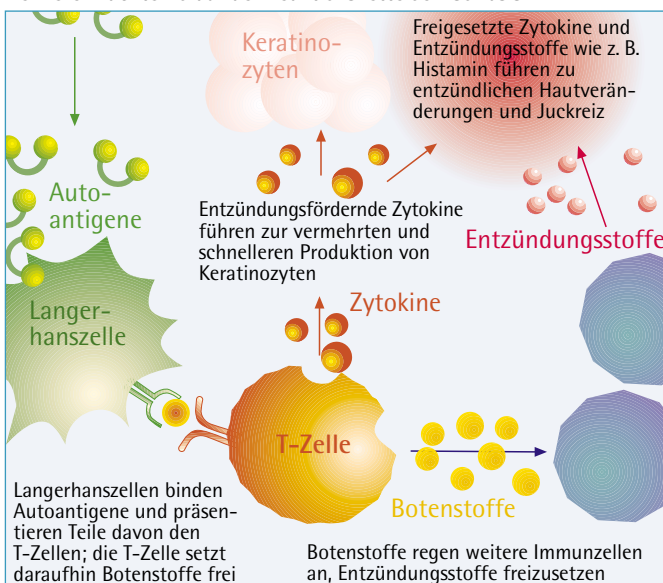 Keratino-
zyten
Freigesetzte Zytokine und
Entzündungsstoffe wie z. B.
Histamin führen zu
entzündlichen Hautverän-
derungen und Juckreiz
Auto-
antigene
Entzündungsfördernde Zytokine
führen zur vermehrten und
schnelleren Produktion von
Keratinozyten
Entzündungsstoffe
Langer-
hanszelle
Zytokine
T-Zelle
Botenstoffe
Langerhanszellen binden
Autoantigene und präsen-
tieren Teile davon den
T-Zellen; die T-Zelle setzt
daraufhin Botenstoffe frei
Botenstoffe regen weitere Immunzellen
an, Entzündungsstoffe freizusetzen